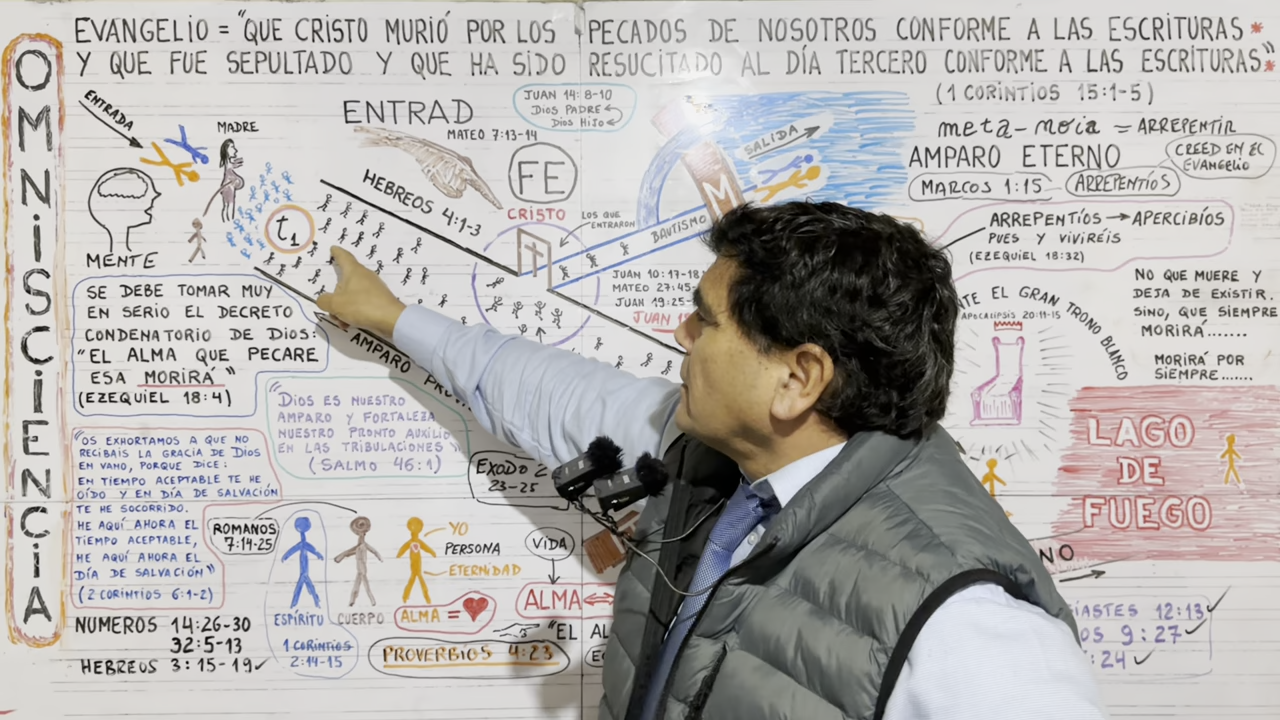 EVANGELIO = "QUE CRISTO MURIÓ POR LOS PECADOS DE NOSOTROS CONFORME A LAS ESCRITURAS *
Y QUE FUE SEPULTADO Y QUE HA SIDO RESUCITADO AL DÍA TERCERO CONFORME A LAS ESCRITURAS" *
(1 CORINTIOS 15:1-5)
OMNISCIENCIA
ENTRADA
MADRE
MENTE
t1
ENTRAD
MATEO 7:13-14
JUAN 14:8-10
DIOS PADRE
DIOS HIJO
FE
CRISTO
HEBREOS 4:1-3
LOS QUE
ENTRARON
SALIDA
M
BAUTISMO
JUAN 10:17-18
MATEO 27:45-
JUAN 19:25-
JUAN
meta-noia = ARREPENTIR
AMPARO ETERNO
CREED EN EL
EVANGELIO
MARCOS 1:15
ARREPENTÍOS
ARREPENTÍOS → APERCIBÍOS
PUES Y VIVIRÉIS
(EZEQUIEL 18:32)
NO QUE MUERE Y
DEJA DE EXISTIR.
SINO, QUE SIEMPRE
MORIRÁ.......
MORIRÁ POR
SIEMPRE.......
TE EL GRAN TRONO BLANCO
APOCALIPSIS 20:11-15
LAGO
DE
FUEGO
SE DEBE TOMAR MUY
EN SERIO EL DECRETO
CONDENATORIO DE DIOS:
"EL ALMA QUE PECARE
ESA MORIRÁ"
(EZEQUIEL 18:4)
AMPARO
"DIOS ES NUESTRO
AMPARO Y FORTALEZA
NUESTRO PRONTO AUXILIO
EN LAS TRIBULACIONES"
(SALMO 46:1)
EXODO 2
23-25
"OS EXHORTAMOS A QUE NO
RECIBAIS LA GRACIA DE DIOS
EN VANO, PORQUE DICE:
EN TIEMPO ACEPTABLE TE HE
OÍDO Y EN DÍA DE SALVACIÓN
TE HE SOCORRIDO.
HE AQUÍ AHORA EL
TIEMPO ACEPTABLE,
HE AQUÍ AHORA EL
DÍA DE SALVACIÓN"
(2 CORINTIOS 6:1-2)
ROMANOS
7:14-25
YO
PERSONA
ETERNIDAD
ESPÍRITU
CUERPO
ALMA =
1 CORINTIOS
2:14-15
PROVERBIOS 4:23
VIDA
ALMA
"EL AL
NUMEROS 14:26-30
32:5-13
HEBREOS 3:15-19 ✓
NO
IASTES 12:13 ✓
OS 9:27 ✓
:24 ✓